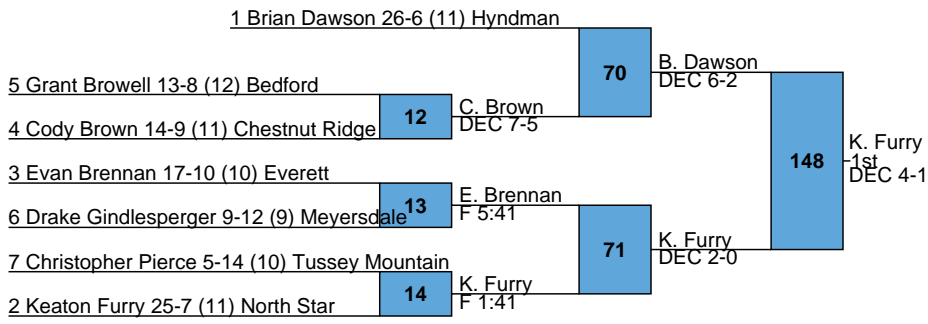 1 Brian Dawson 26-6 (11) Hyndman
70
B. Dawson
DEC 6-2
5 Grant Browell 13-8 (12) Bedford
12
C. Brown
DEC 7-5
4 Cody Brown 14-9 (11) Chestnut Ridge
148
K. Furry
1st
DEC 4-1
3 Evan Brennan 17-10 (10) Everett
13
E. Brennan
F 5:41
6 Drake Gindlesperger 9-12 (9) Meyersdale
71
K. Furry
DEC 2-0
7 Christopher Pierce 5-14 (10) Tussey Mountain
14
K. Furry
F 1:41
2 Keaton Furry 25-7 (11) North Star